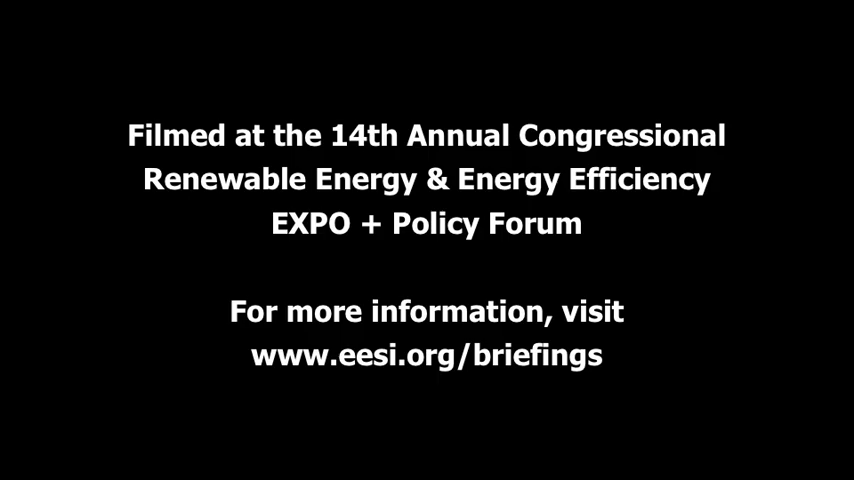 Filmed at the 14th Annual Congressional
Renewable Energy & Energy Efficiency
EXPO + Policy Forum
For more information, visit
www.eesi.org/briefings